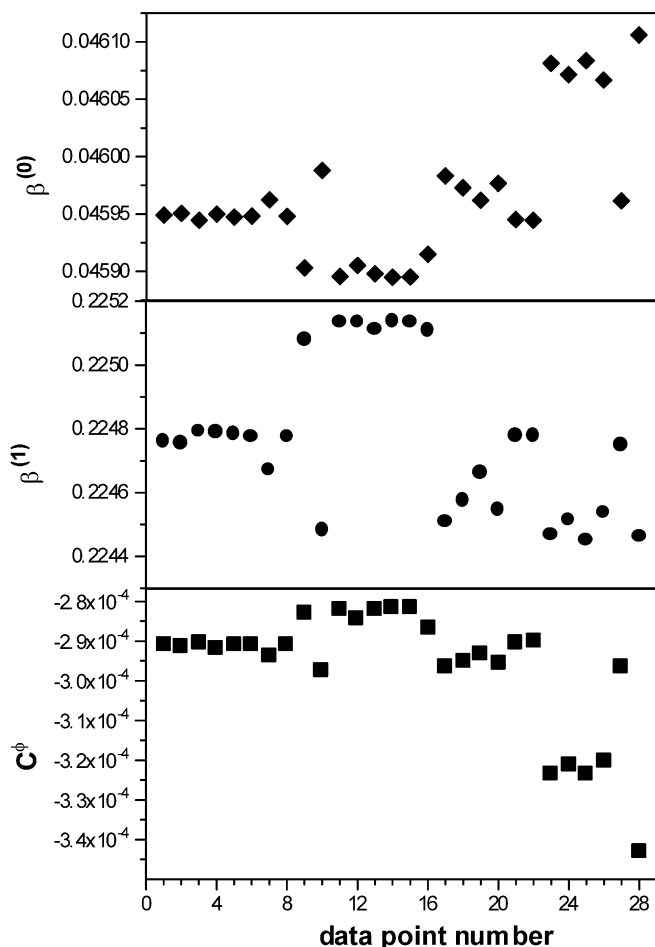 0.04610
0.04605
0.04600
0.04595
0.04590
β(0)
0.2252
0.2250
0.2248
0.2246
0.2244
β(1)
-2.8x10⁻⁴
-2.9x10⁻⁴
-3.0x10⁻⁴
-3.1x10⁻⁴
-3.2x10⁻⁴
-3.3x10⁻⁴
-3.4x10⁻⁴
Cᶲ
0 4 8 12 16 20 24 28
data point number